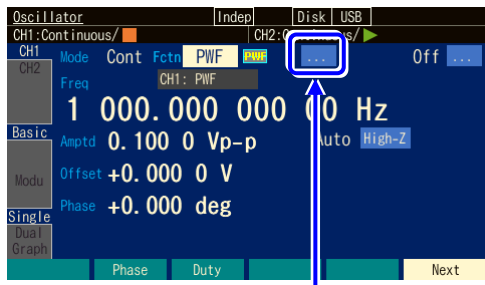 Oscillator Indep Disk USB
CH1:Continuous/ CH2:
CH1 Mode Cont Fctn PWF PWF ... Off ...
CH2
Freq CH1: PWF
1 000.000 000 00 Hz
Basic Amptd 0.100 0 Vp-p Auto High-Z
Modu Offset +0.000 0 V
Phase +0.000 deg
Single
Dual
Graph
Phase Duty Next